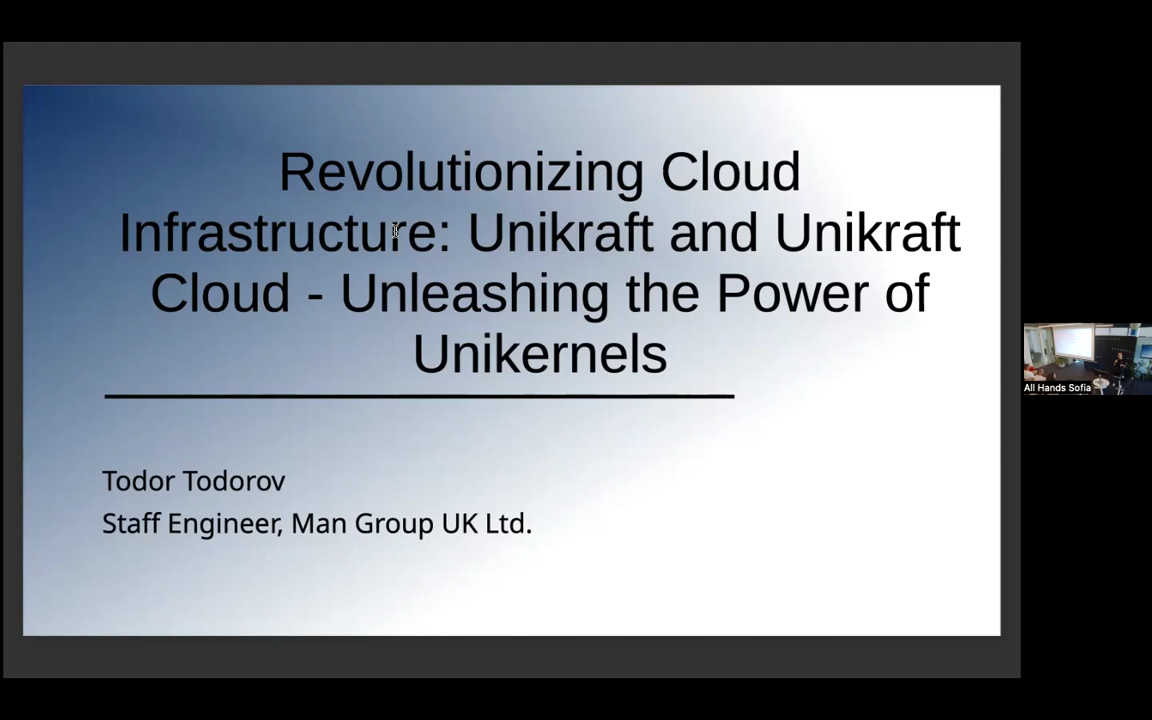 Revolutionizing Cloud
Infrastructure: Unikraft and Unikraft
Cloud - Unleashing the Power of
Unikernels
Todor Todorov
Staff Engineer, Man Group UK Ltd.
All Hands Sofia